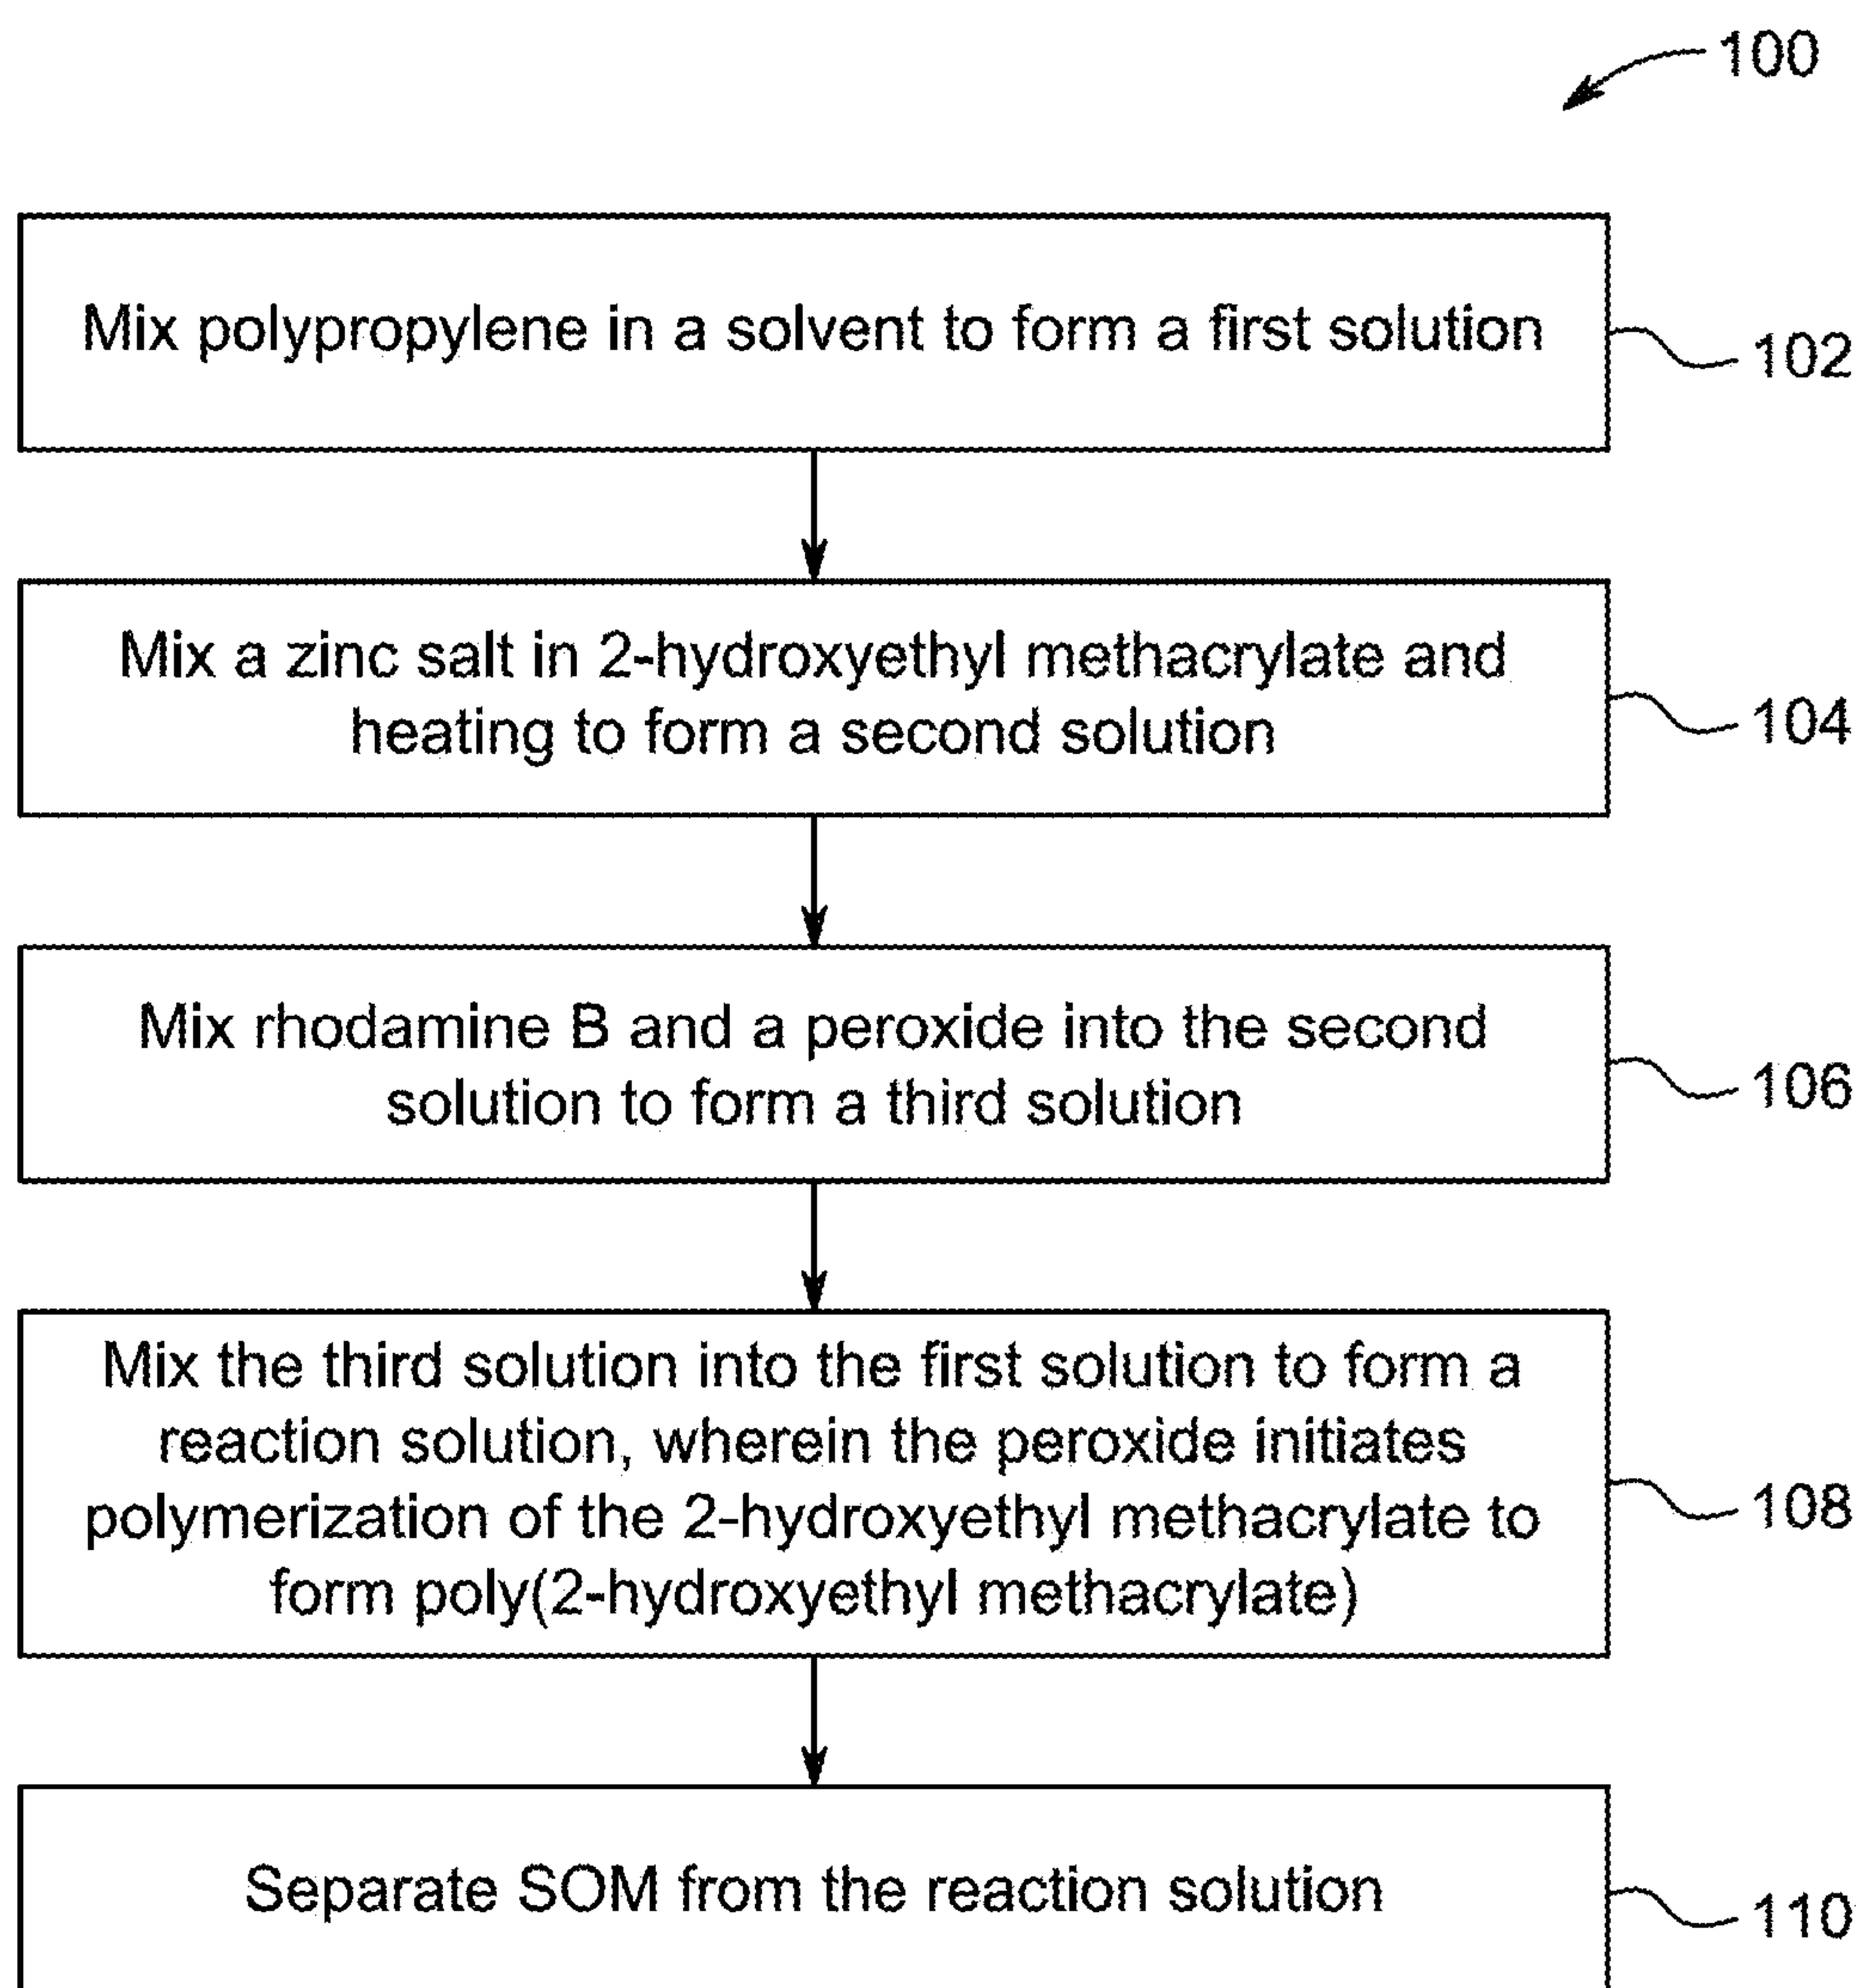 100
Mix polypropylene in a solvent to form a first solution
102
Mix a zinc salt in 2-hydroxyethyl methacrylate and
heating to form a second solution
104
Mix rhodamine B and a peroxide into the second
solution to form a third solution
106
Mix the third solution into the first solution to form a
reaction solution, wherein the peroxide initiates
polymerization of the 2-hydroxyethyl methacrylate to
form poly(2-hydroxyethyl methacrylate)
108
Separate SOM from the reaction solution
110